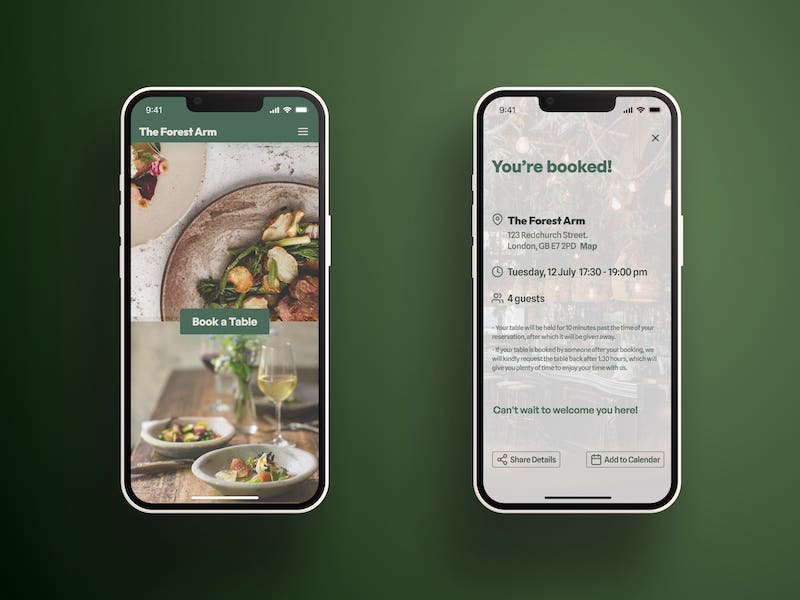 9:41
The Forest Arm
Book a Table
9:41
You're booked!
The Forest Arm
123 Redchurch Street.
London, GB E7 2PD Map
Tuesday, 12 July 17:30 - 19:00 pm
4 guests
- Your table will be held for 10 minutes past the time of your
reservation, after which it will be given away.
- If your table is booked by someone after your booking, we
will kindly request the table back after 1:30 hours, which will
give you plenty of time to enjoy your time with us.
Can't wait to welcome you here!
Share Details
Add to Calendar